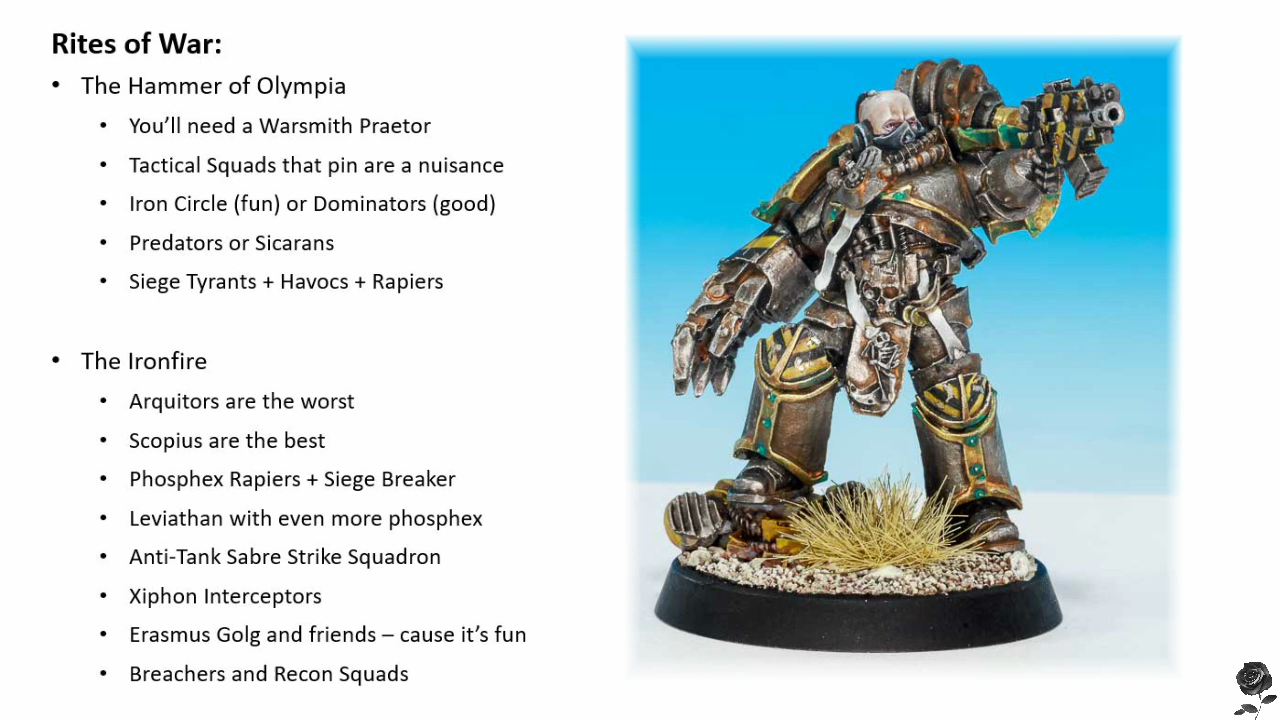 Rites of War:
• The Hammer of Olympia
• You’ll need a Warsmith Praetor
• Tactical Squads that pin are a nuisance
• Iron Circle (fun) or Dominators (good)
• Predators or Sicarans
• Siege Tyrants + Havocs + Rapiers
• The Ironfire
• Arquitors are the worst
• Scopius are the best
• Phosphex Rapiers + Siege Breaker
• Leviathan with even more phosphex
• Anti-Tank Sabre Strike Squadron
• Xiphon Interceptors
• Erasmus Golg and friends – cause it’s fun
• Breachers and Recon Squads